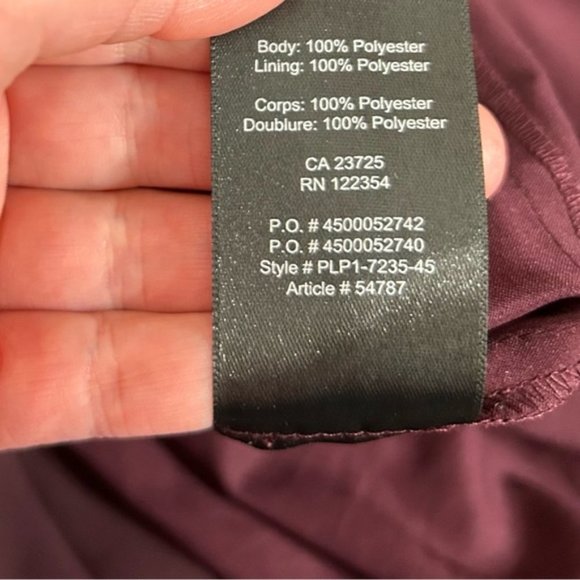 Body: 100% Polyester
Lining: 100% Polyester
Corps: 100% Polyester
Doublure: 100% Polyester
CA 23725
RN 122354
P.O. # 4500052742
P.O. # 4500052740
Style # PLP1-7235-45
Article # 54787